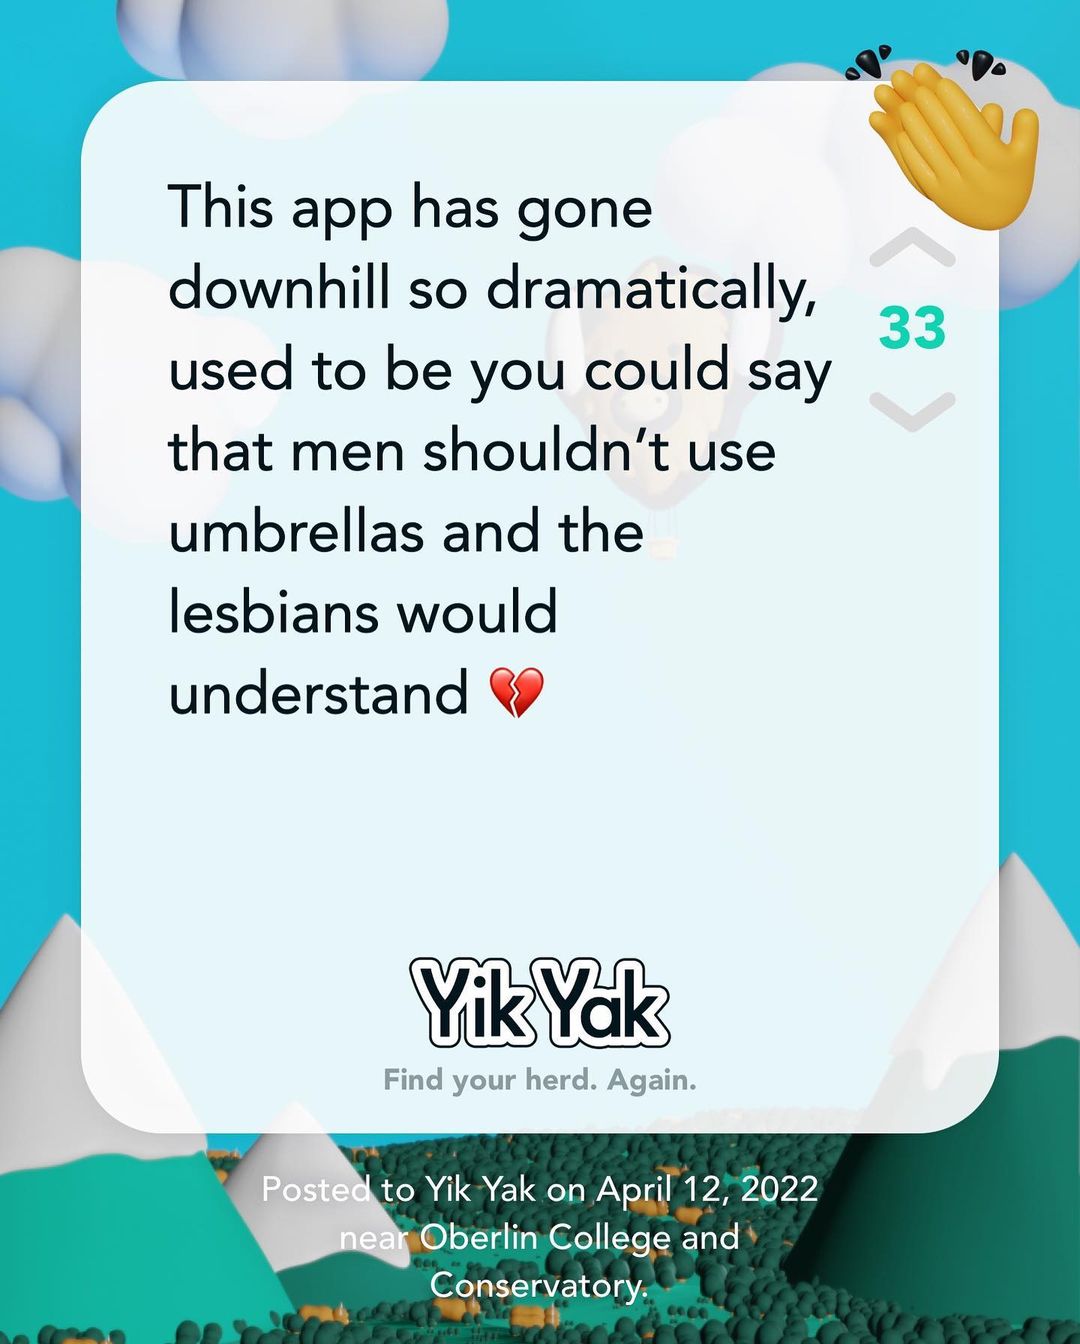 This app has gone
downhill so dramatically,
used to be you could say
that men shouldn’t use
umbrellas and the
lesbians would
understand 💔
33
Yik Yak
Find your herd. Again.
Posted to Yik Yak on April 12, 2022
near Oberlin College and
Conservatory.